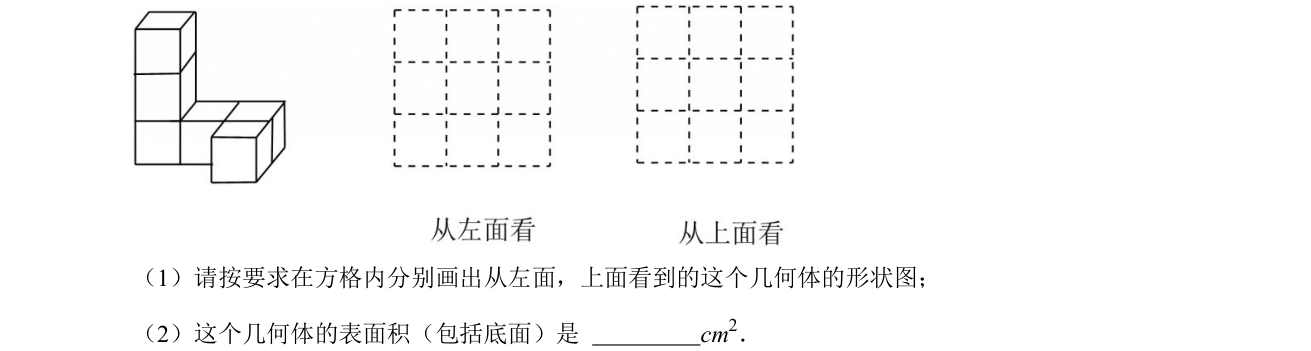 从左面看 从上面看
（1）请按要求在方格内分别画出从左面，上面看到的这个几何体的形状图；
（2）这个几何体的表面积（包括底面）是 ________cm²．